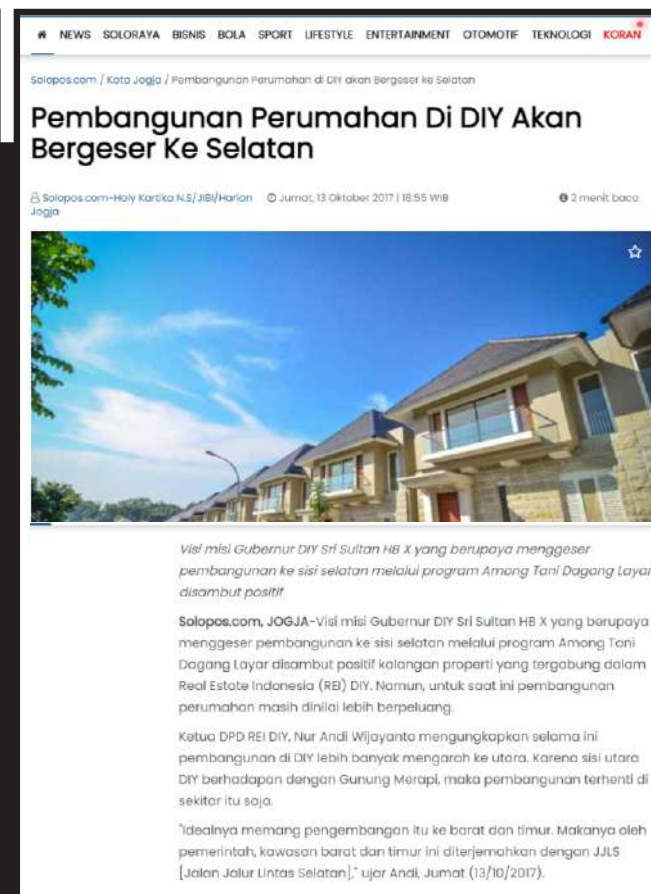 NEWS SOLORAYA BISNIS BOLA SPORT LIFESTYLE ENTERTAINMENT OTOMOTIF TEKNOLOGI KORAN
Solopos.com / Kota Jogja / Pembangunan Perumahan di DIY akan Bergeser ke Selatan
Pembangunan Perumahan Di DIY Akan
Bergeser Ke Selatan
Solopos.com-Holy Kartika N.S/JIBI/Harian Jumat, 13 Oktober 2017 | 18:55 WIB 2 menit baca
Jogja
Visi misi Gubernur DIY Sri Sultan HB X yang berupaya menggeser
pembangunan ke sisi selatan melalui program Among Tani Dagang Layar
disambut positif
Solopos.com, JOGJA-Visi misi Gubernur DIY Sri Sultan HB X yang berupaya
menggeser pembangunan ke sisi selatan melalui program Among Tani
Dagang Layar disambut positif kalangan properti yang tergabung dalam
Real Estate Indonesia (REI) DIY. Namun, untuk saat ini pembangunan
perumahan masih dinilai lebih berpeluang.
Ketua DPD REI DIY, Nur Andi Wijayanto mengungkapkan selama ini
pembangunan di DIY lebih banyak mengarah ke utara. Karena sisi utara
DIY berhadapan dengan Gunung Merapi, maka pembangunan terhenti di
sekitar itu saja.
"Idealnya memang pengembangan itu ke barat dan timur. Makanya oleh
pemerintah, kawasan barat dan timur ini diterjemahkan dengan JJLS
[Jalan Jalur Lintas Selatan]," ujar Andi, Jumat (13/10/2017).